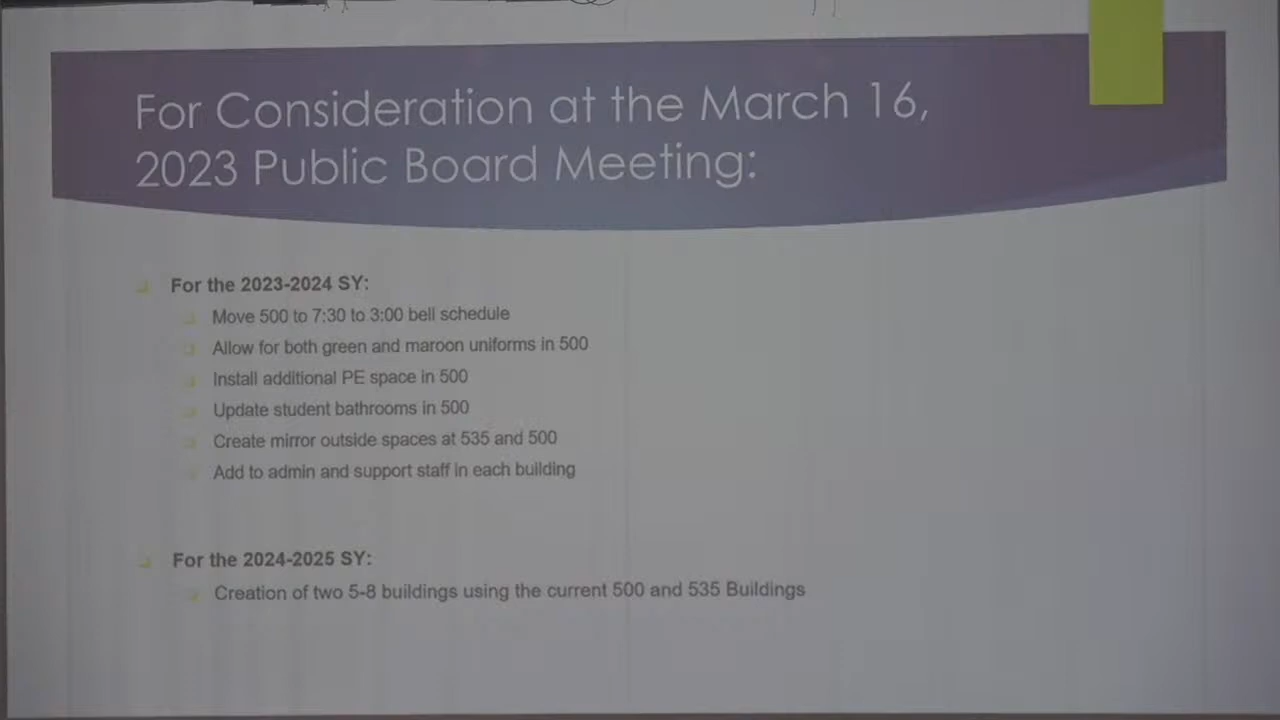 For Consideration at the March 16,
2023 Public Board Meeting:
For the 2023-2024 SY:
Move 500 to 7:30 to 3:00 bell schedule
Allow for both green and maroon uniforms in 500
Install additional PE space in 500
Update student bathrooms in 500
Create mirror outside spaces at 535 and 500
Add to admin and support staff in each building
For the 2024-2025 SY:
Creation of two 5-8 buildings using the current 500 and 535 Buildings